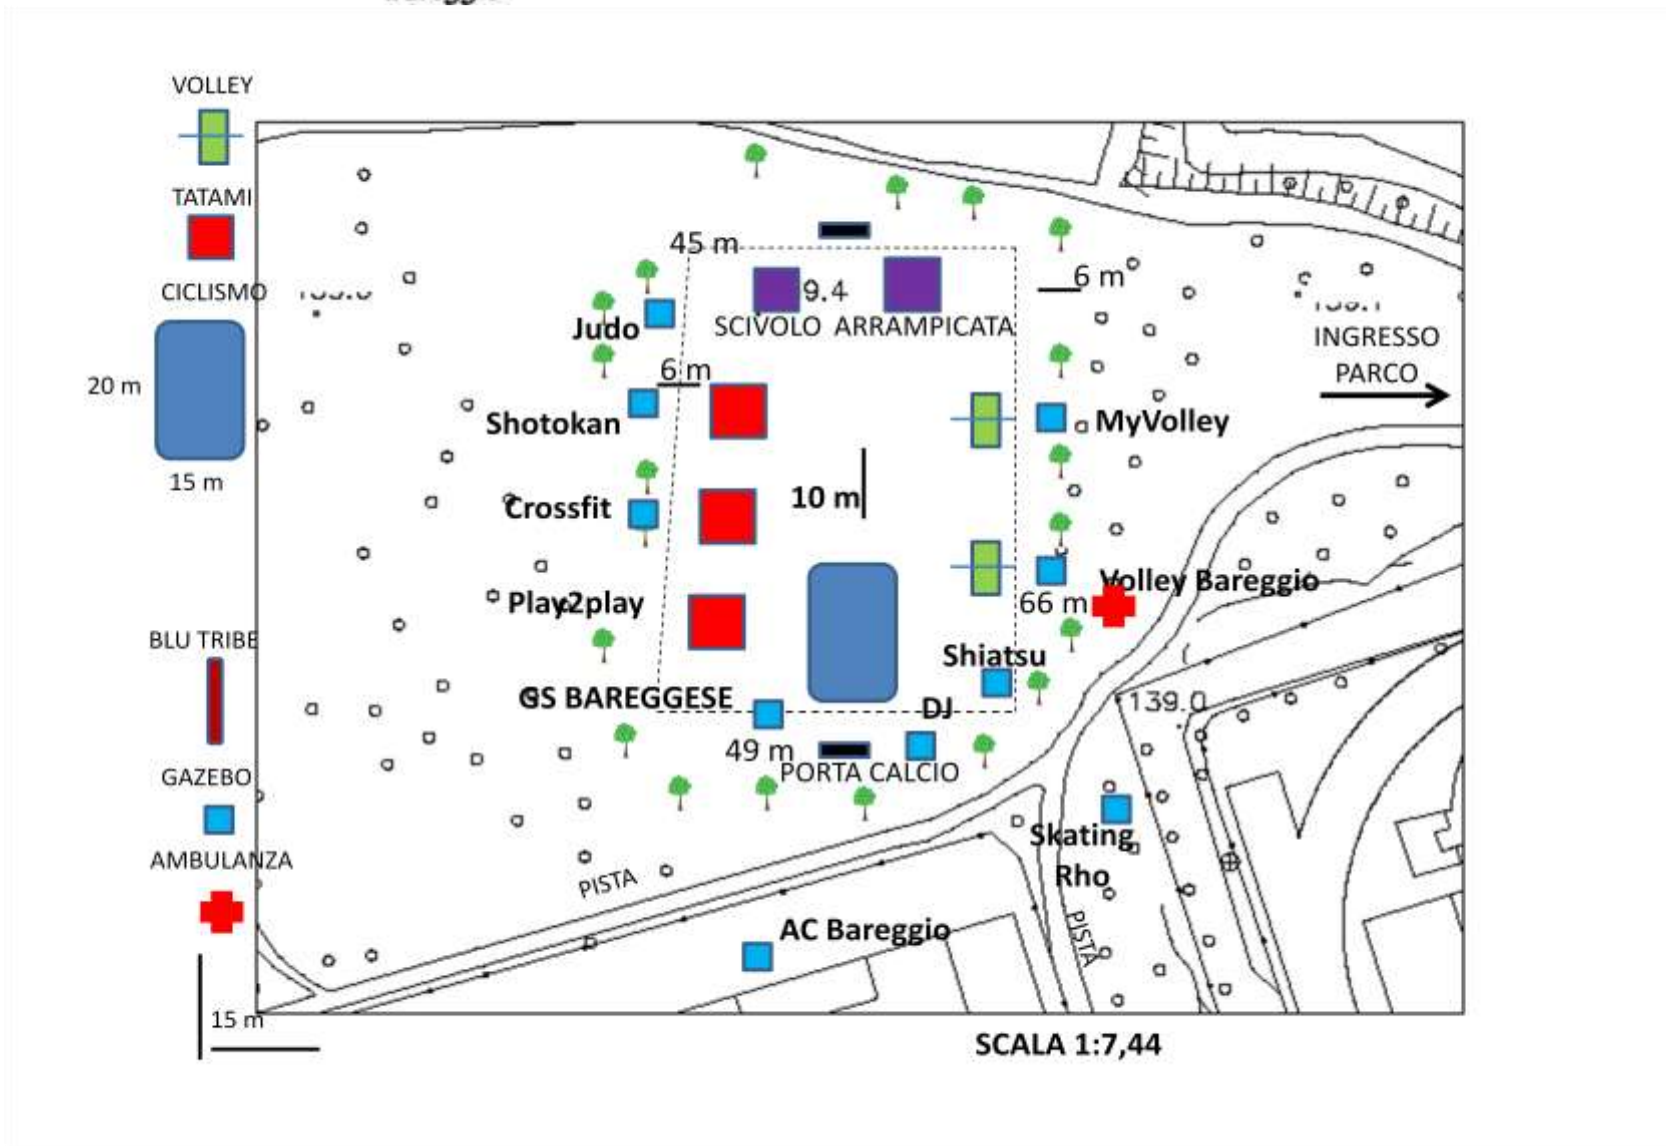 VOLLEY
TATAMI
CICLISMO
20 m
15 m
BLU TRIBE
GAZEBO
AMBULANZA
15 m
45 m
9.4
6 m
SCIVOLO ARRAMPICATA
Judo
INGRESSO
PARCO
6 m
Shotokan
MyVolley
10 m
Crossfit
Volley Bareggio
Play2play
66 m
Shiatsu
GS BAREGGESE
DJ
139.0
49 m
PORTA CALCIO
Skating
Rho
PISTA
AC Bareggio
PISTA
SCALA 1:7,44